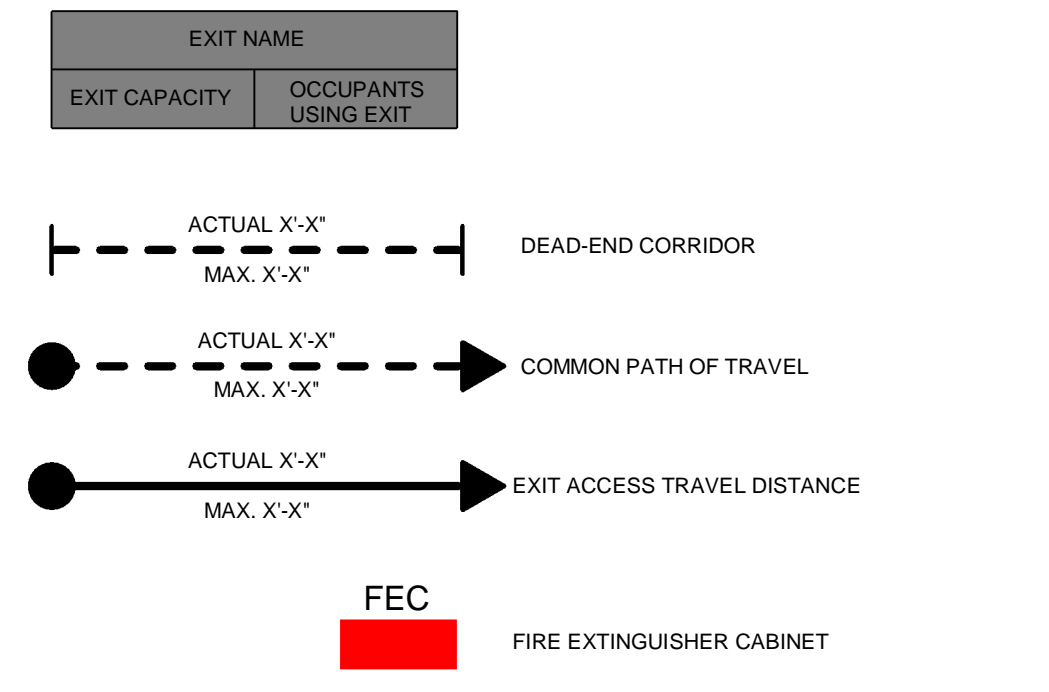 EXIT NAME
EXIT CAPACITY
OCCUPANTS
USING EXIT
ACTUAL X'-X"
DEAD-END CORRIDOR
MAX. X'-X"
ACTUAL X'-X"
COMMON PATH OF TRAVEL
MAX. X'-X"
ACTUAL X'-X"
EXIT ACCESS TRAVEL DISTANCE
MAX. X'-X"
FEC
FIRE EXTINGUISHER CABINET